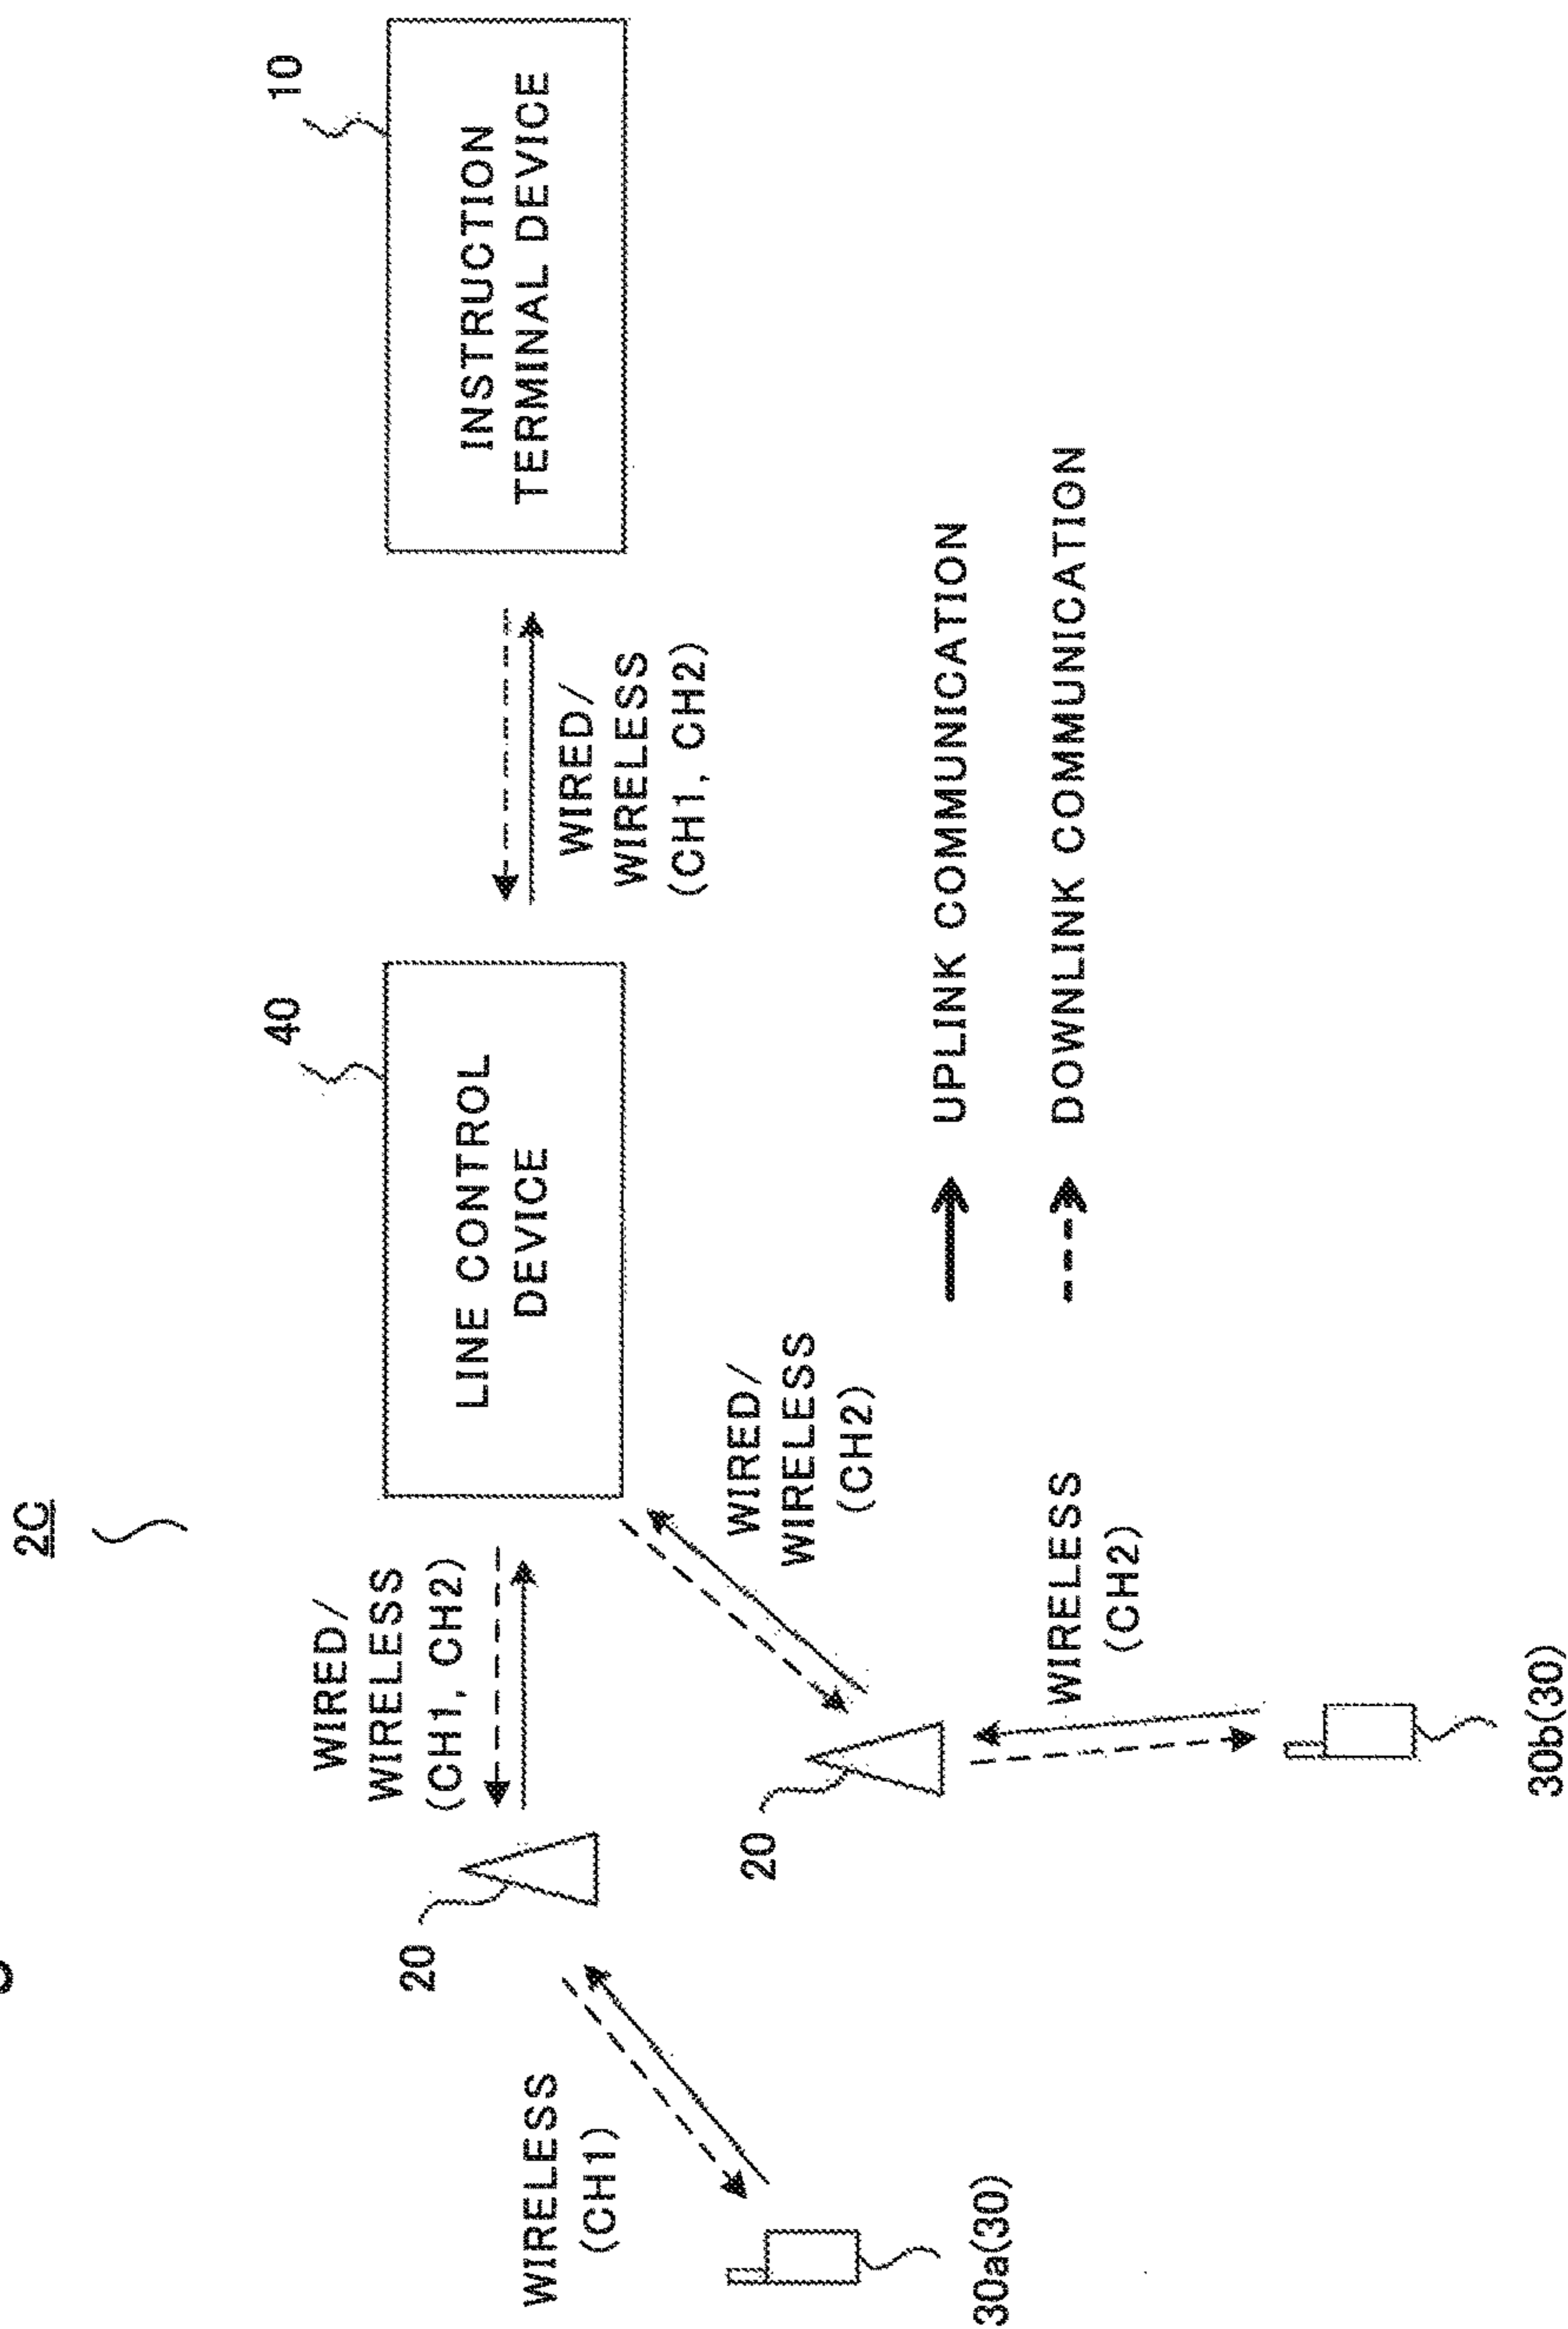 2C
10
INSTRUCTION
TERMINAL DEVICE
40
LINE CONTROL
DEVICE
WIRED/
WIRELESS
(CH1, CH2)
WIRED/
WIRELESS
(CH1, CH2)
WIRED/
WIRELESS
(CH2)
20
20
WIRELESS
(CH1)
WIRELESS
(CH2)
30a(30)
30b(30)
UPLINK COMMUNICATION
DOWNLINK COMMUNICATION